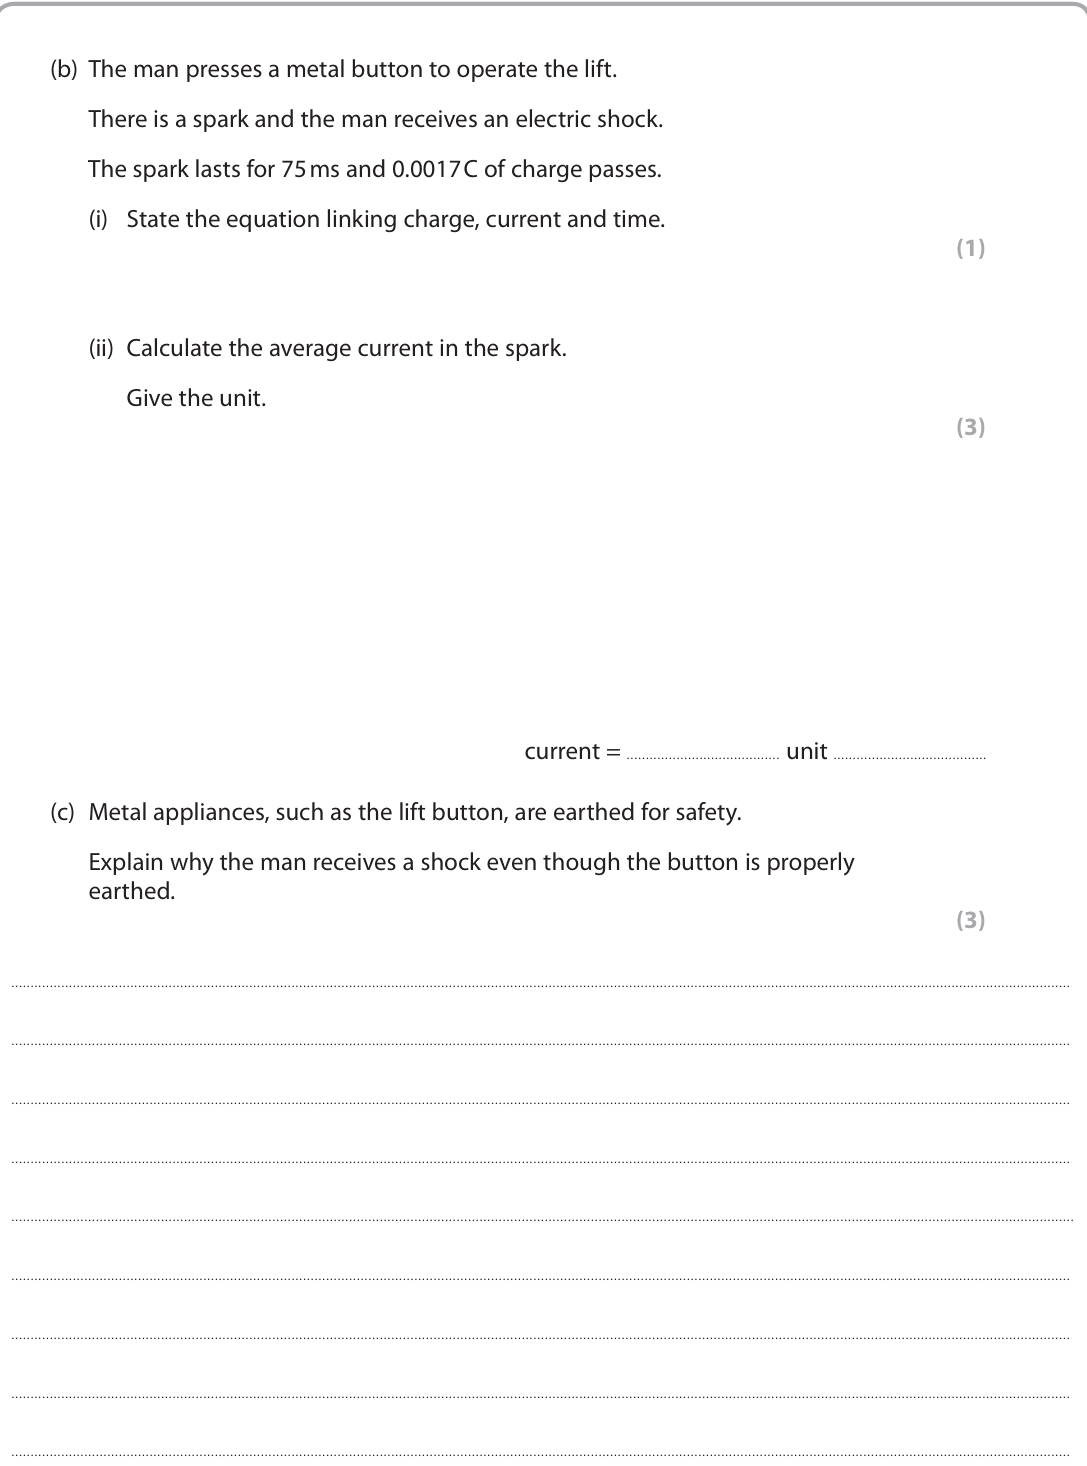 (b) The man presses a metal button to operate the lift.
There is a spark and the man receives an electric shock.
The spark lasts for 75 ms and 0.0017 C of charge passes.
(i) State the equation linking charge, current and time.
(1)
(ii) Calculate the average current in the spark.
Give the unit.
(3)
current = ........................................ unit ........................................
(c) Metal appliances, such as the lift button, are earthed for safety.
Explain why the man receives a shock even though the button is properly
earthed.
(3)